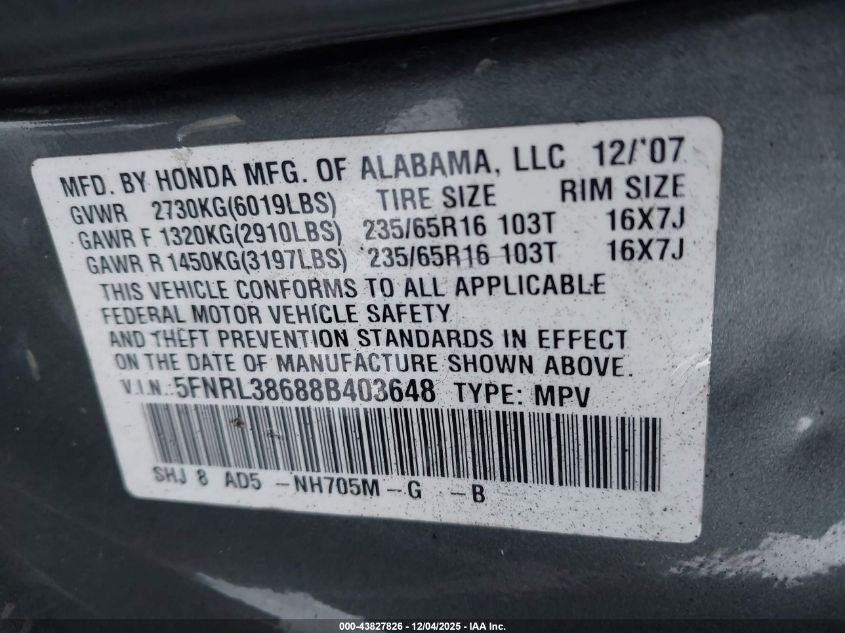 MFD. BY HONDA MFG. OF ALABAMA, LLC 12/'07
GVWR 2730KG(6019LBS) TIRE SIZE RIM SIZE
GAWR F 1320KG(2910LBS) 235/65R16 103T 16X7J
GAWR R 1450KG(3197LBS) 235/65R16 103T 16X7J
THIS VEHICLE CONFORMS TO ALL APPLICABLE
FEDERAL MOTOR VEHICLE SAFETY
AND THEFT PREVENTION STANDARDS IN EFFECT
ON THE DATE OF MANUFACTURE SHOWN ABOVE.
V.I.N.: 5FNRL38688B403648 TYPE: MPV
SHJ 8 AD5 -NH705M-G -B
000-43827826 - 12/04/2025 - IAA Inc.